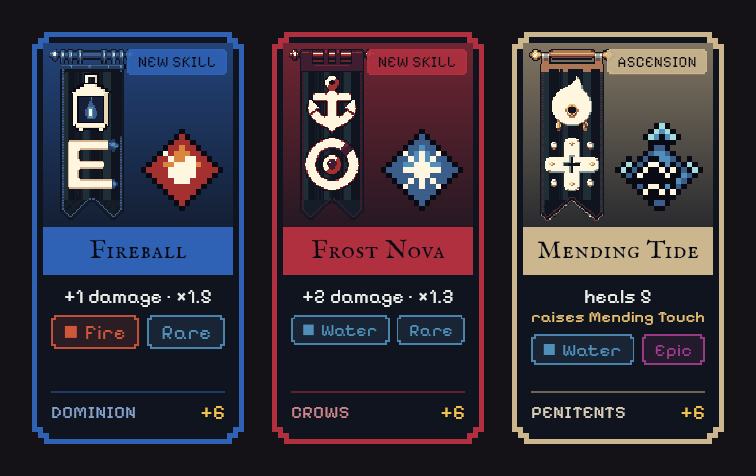 NEW SKILL
E
Fireball
+1 damage · ×1.8
Fire
Rare
DOMINION
+6
NEW SKILL
Frost Nova
+2 damage · ×1.3
Water
Rare
CROWS
+6
ASCENSION
Mending Tide
heals 8
raises Mending Touch
Water
Epic
PENITENTS
+6